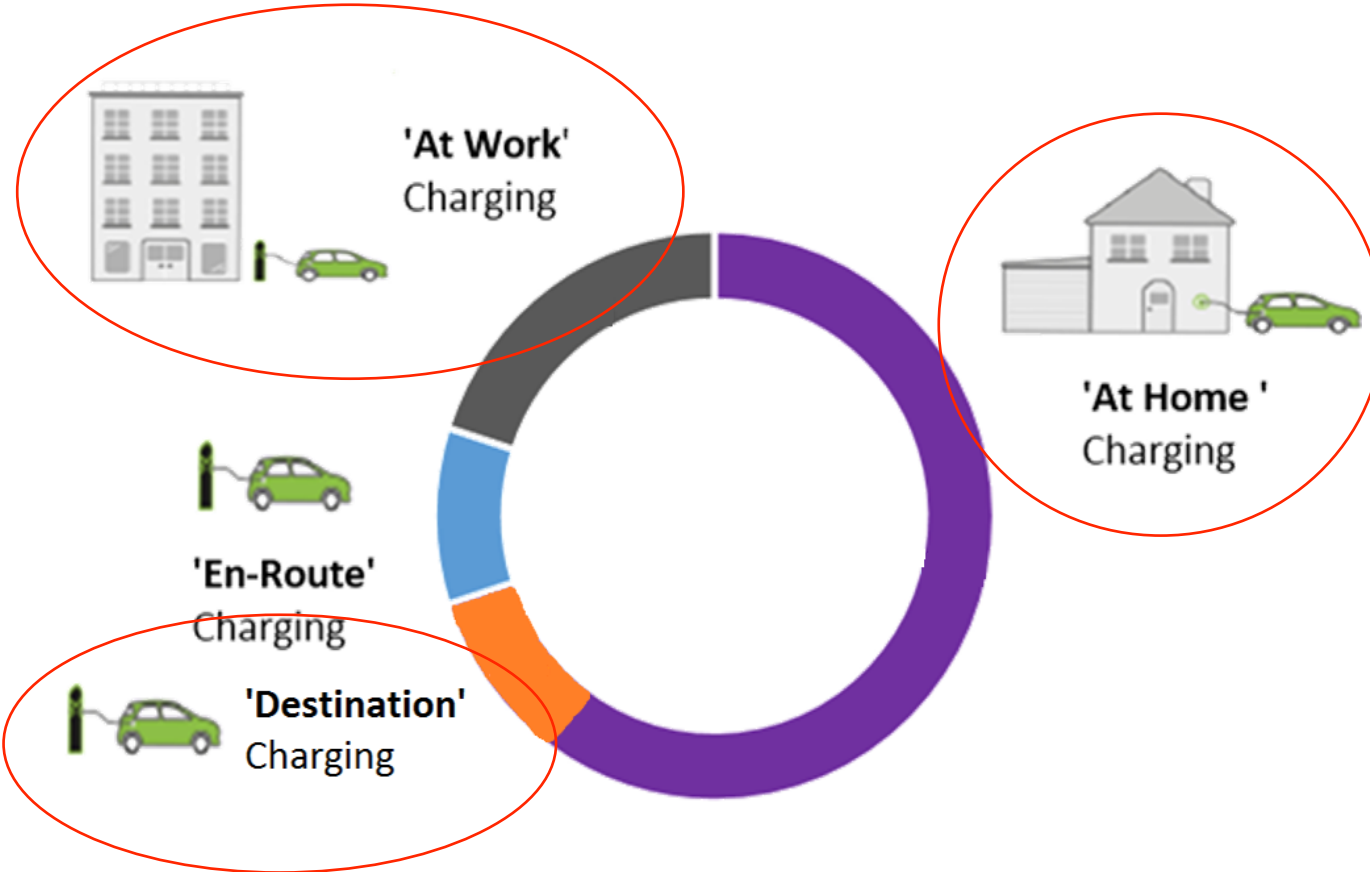 'At Work'
Charging
'At Home '
Charging
'En-Route'
Charging
'Destination'
Charging